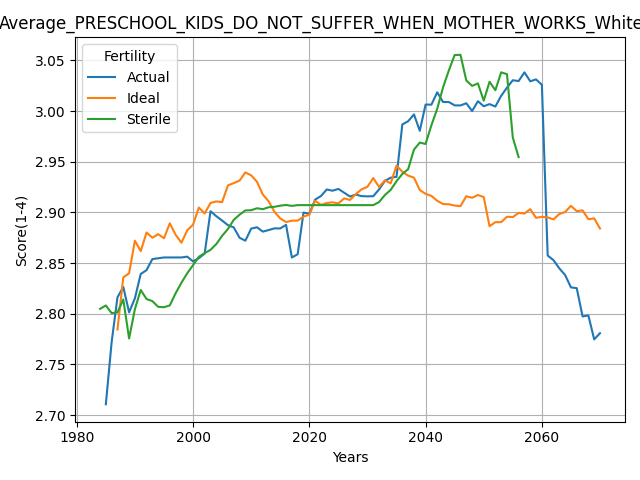 Average_PRESCHOOL_KIDS_DO_NOT_SUFFER_WHEN_MOTHER_WORKS_White
Fertility
Actual
Ideal
Sterile
3.05
3.00
2.95
2.90
2.85
2.80
2.75
2.70
Score(1-4)
1980 2000 2020 2040 2060
Years